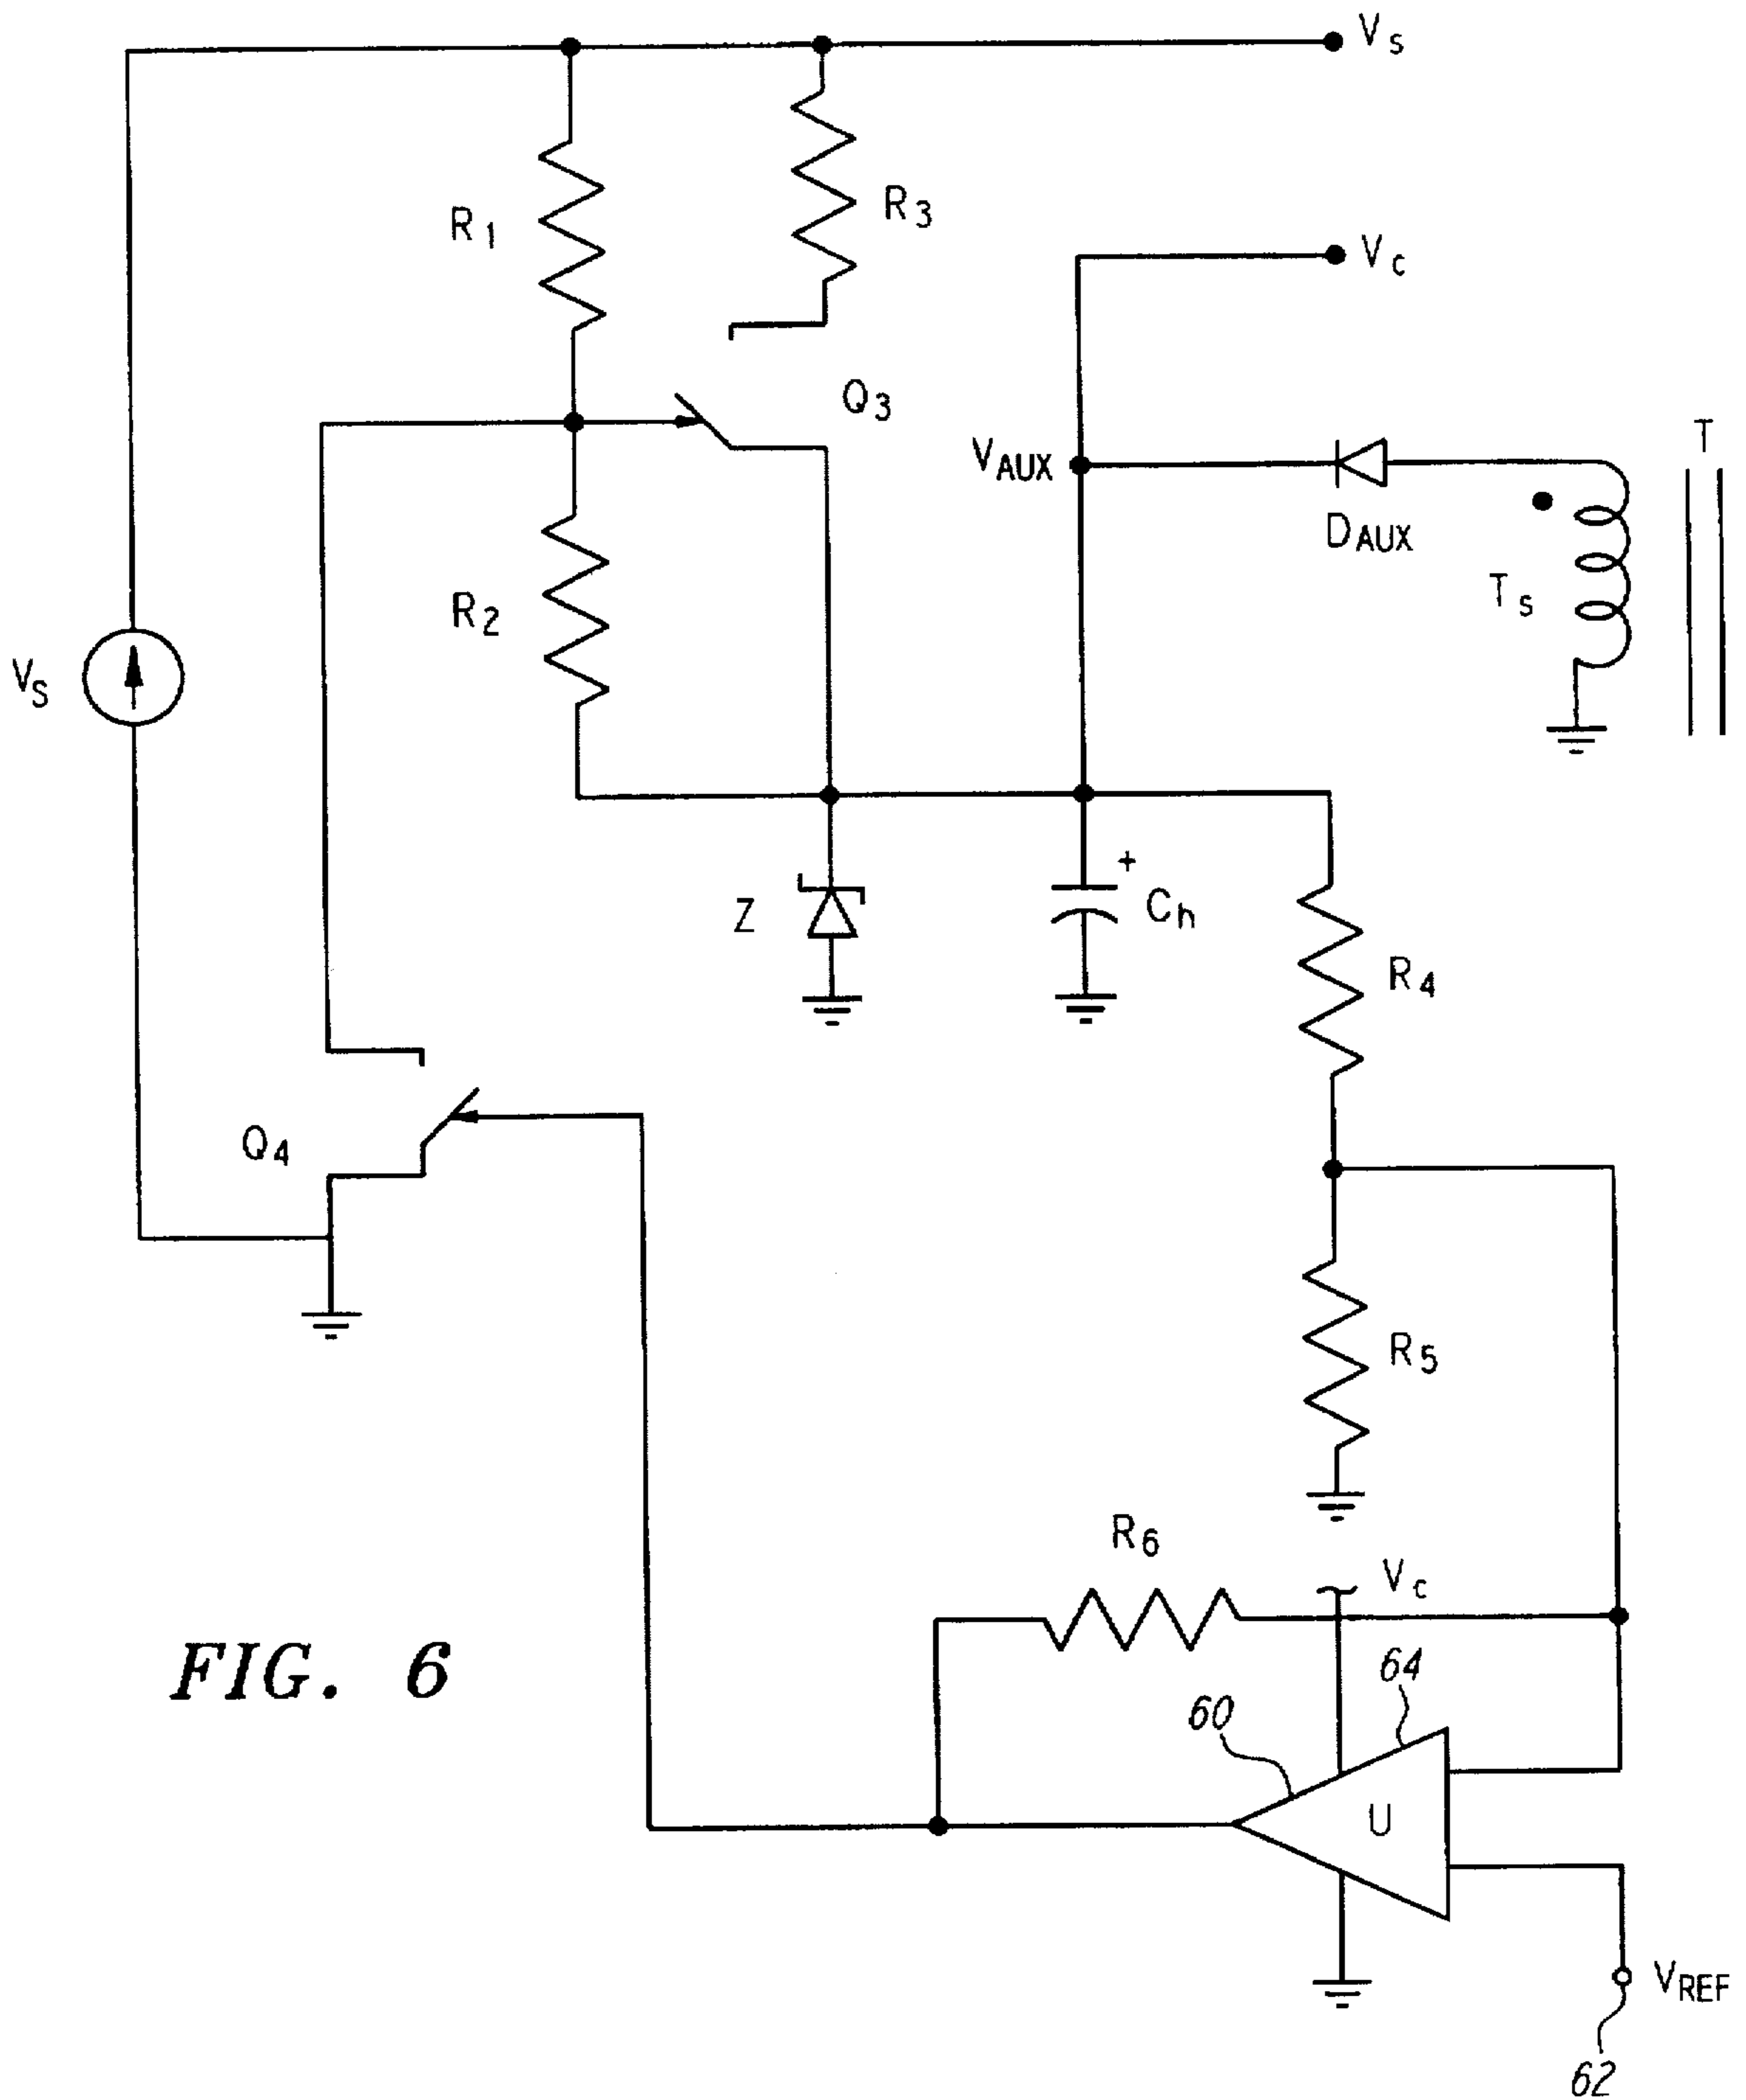 Vs
R1
R3
Vc
Q3
VAUX
T
DAUX
R2
Ts
Vs
Z
+
Ch
R4
Q4
R5
R6
Vc
FIG. 6
64
60
U
VREF
62